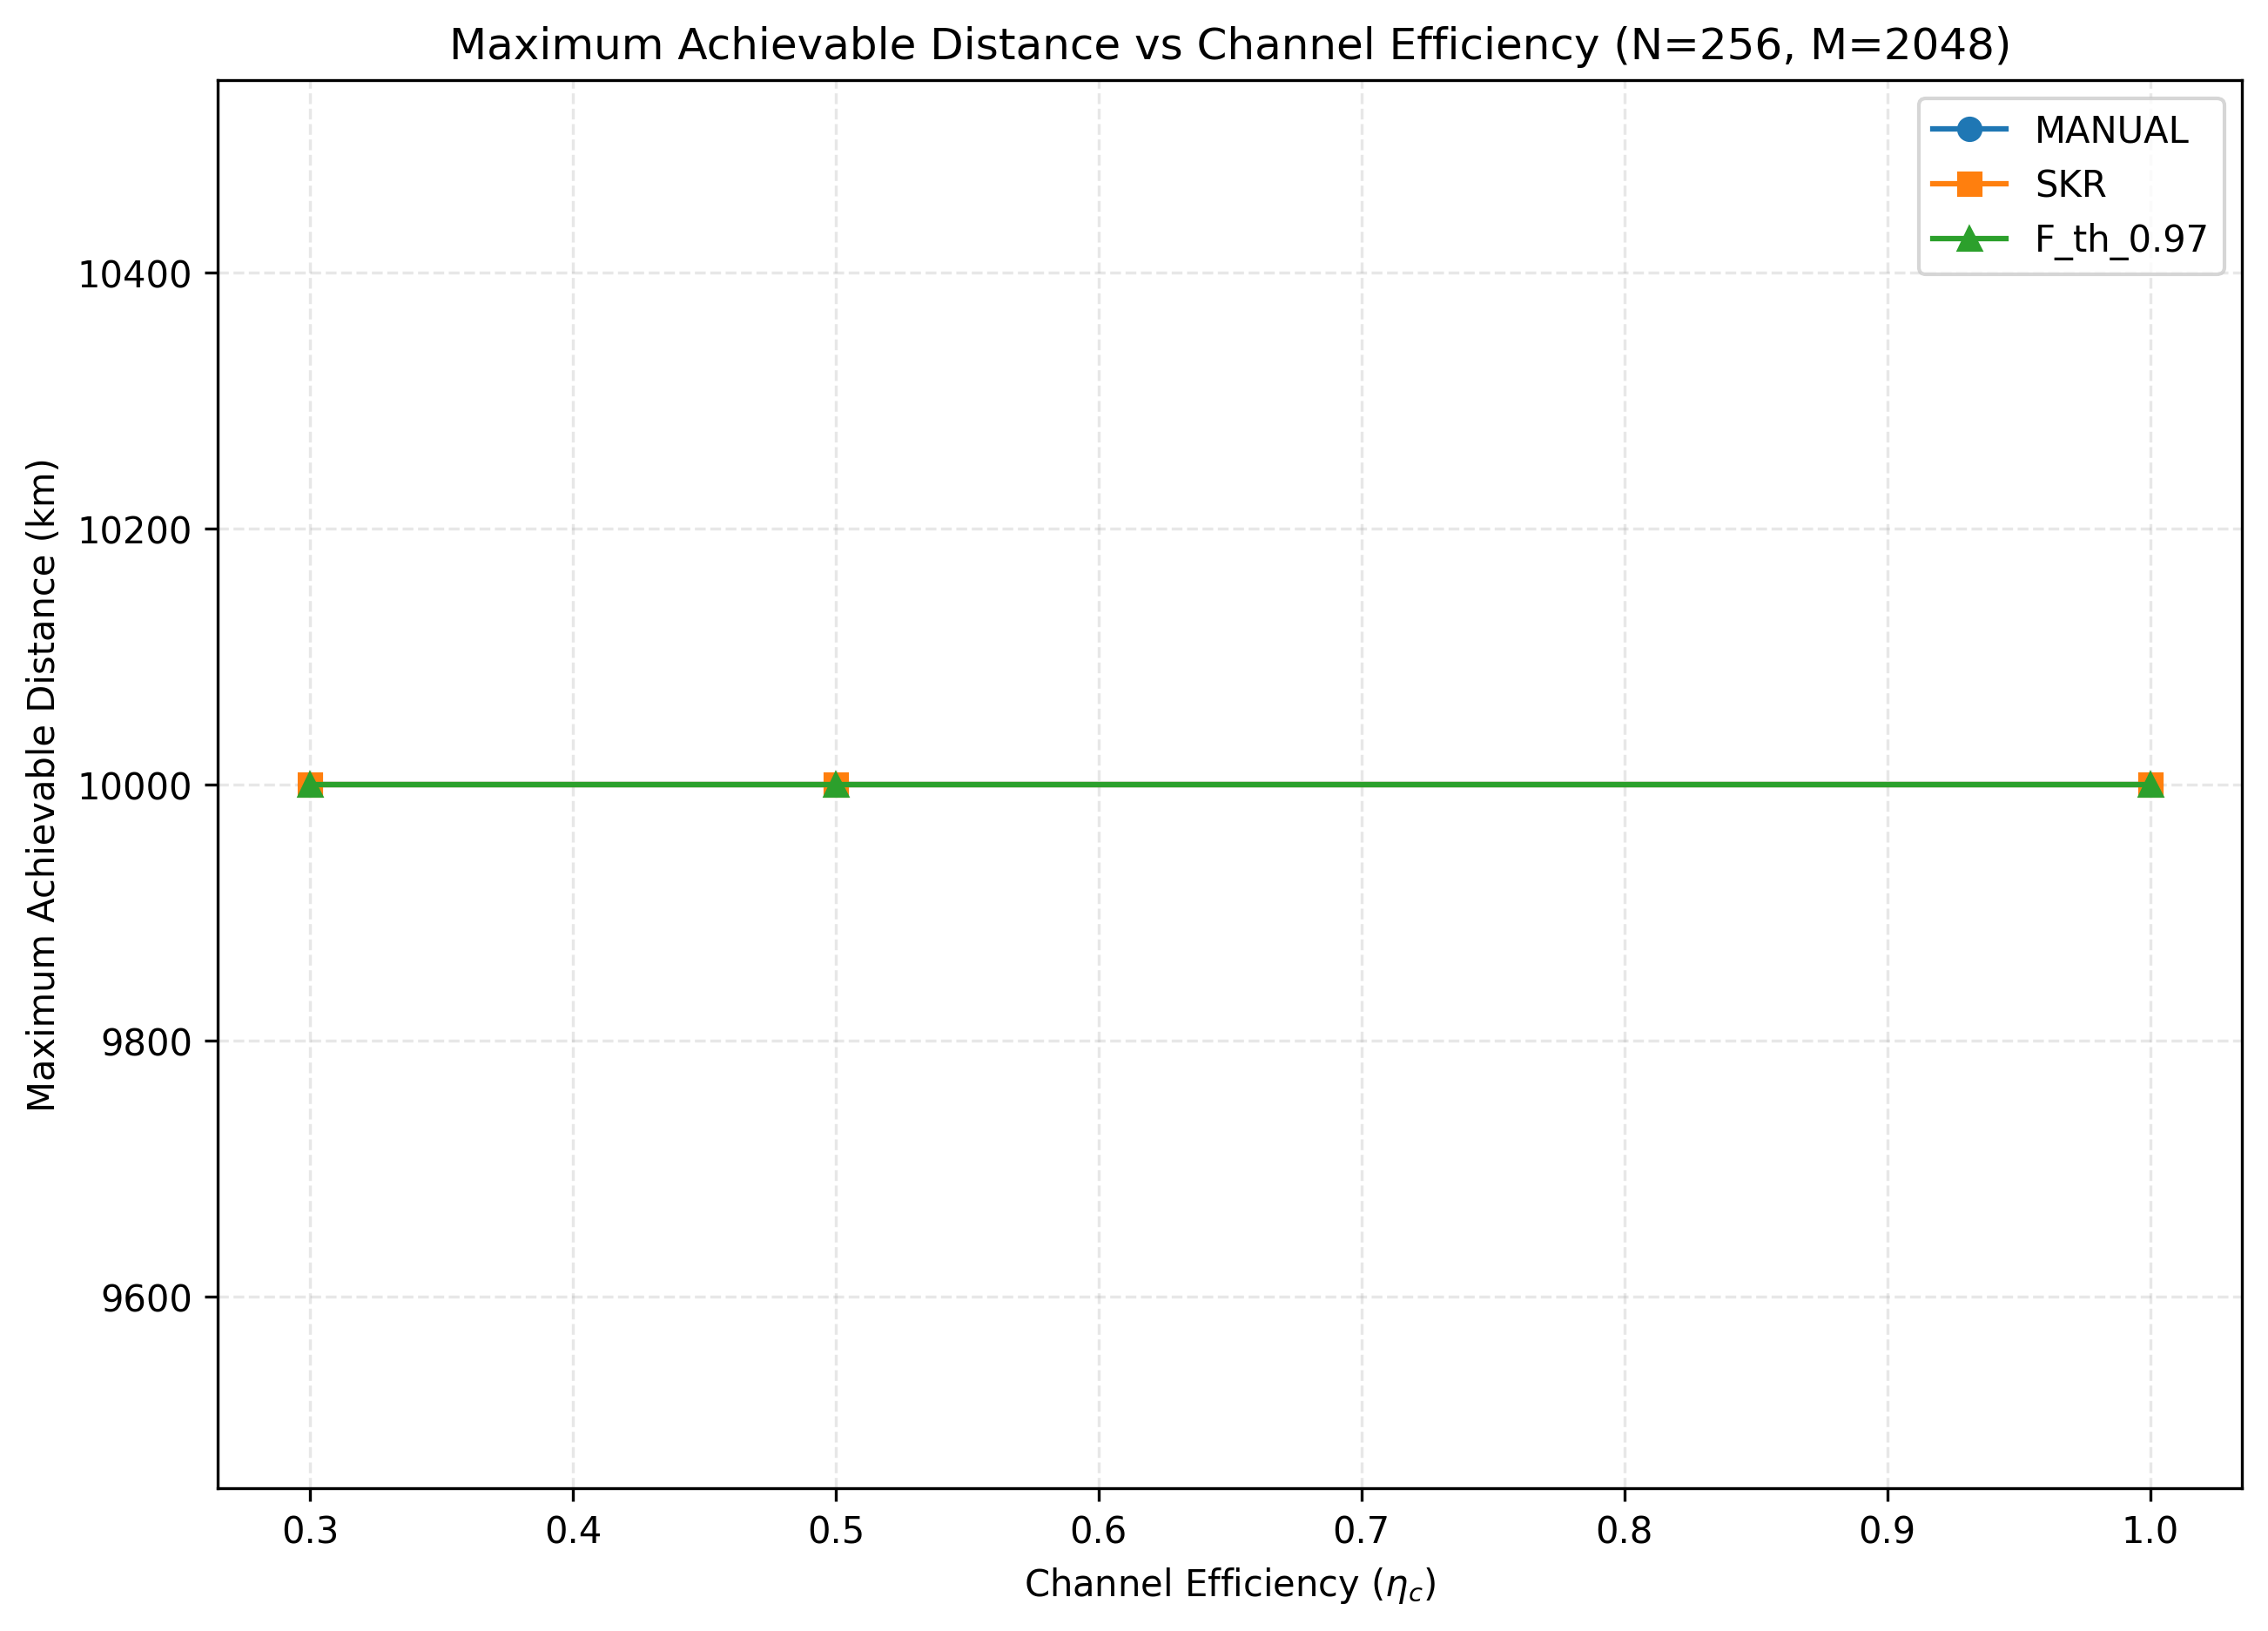 Maximum Achievable Distance vs Channel Efficiency (N=256, M=2048)
MANUAL
SKR
F_th_0.97
Maximum Achievable Distance (km)
10400
10200
10000
9800
9600
0.3 0.4 0.5 0.6 0.7 0.8 0.9 1.0
Channel Efficiency (η_c)